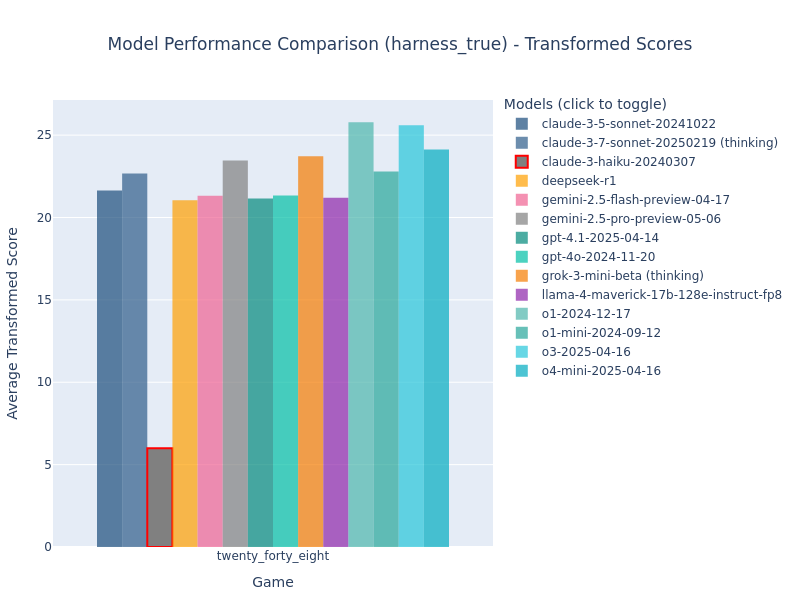 Model Performance Comparison (harness_true) - Transformed Scores
Models (click to toggle)
claude-3-5-sonnet-20241022
claude-3-7-sonnet-20250219 (thinking)
claude-3-haiku-20240307
deepseek-r1
gemini-2.5-flash-preview-04-17
gemini-2.5-pro-preview-05-06
gpt-4.1-2025-04-14
gpt-4o-2024-11-20
grok-3-mini-beta (thinking)
llama-4-maverick-17b-128e-instruct-fp8
o1-2024-12-17
o1-mini-2024-09-12
o3-2025-04-16
o4-mini-2025-04-16
Average Transformed Score
25
20
15
10
5
0
twenty_forty_eight
Game